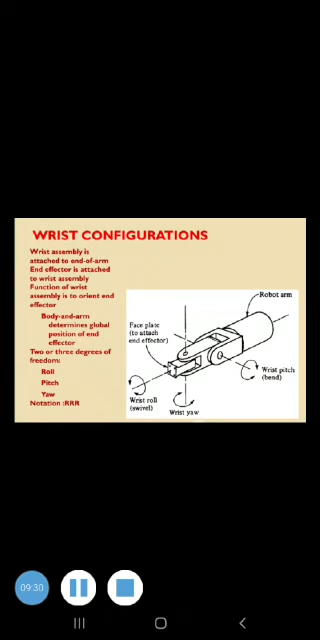 WRIST CONFIGURATIONS
Wrist assembly is
attached to end-of-arm
End effector is attached
to wrist assembly
Function of wrist
assembly is to orient end
effector
Body-and-arm
determines global
position of end
effector
Two or three degrees of
freedom:
Roll
Pitch
Yaw
Notation :RRR
Robot arm
Face plate
(to attach
end effector)
Wrist pitch
(bend)
Wrist roll
(swivel)
Wrist yaw
09:30